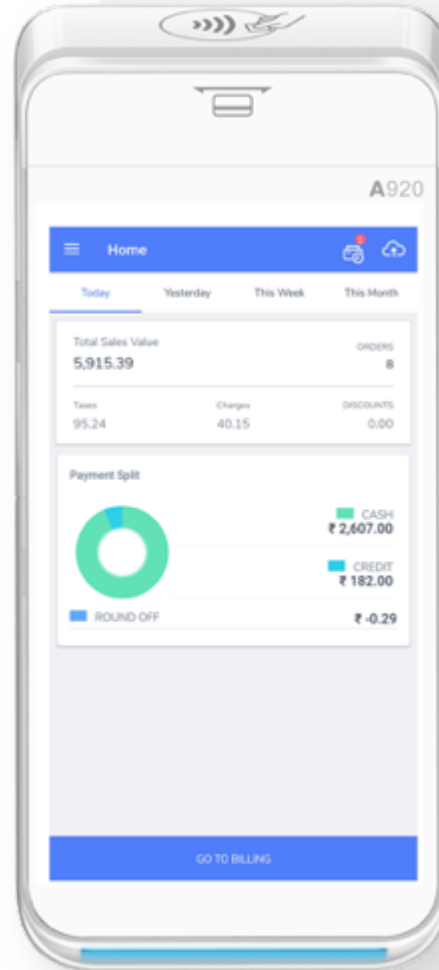 A920
Home
1
Today Yesterday This Week This Month
Total Sales Value ORDERS
5,915.39 8
Taxes Charges DISCOUNTS
95.24 40.15 0.00
Payment Split
CASH
₹ 2,607.00
CREDIT
₹ 182.00
ROUND OFF ₹ -0.29
GO TO BILLING